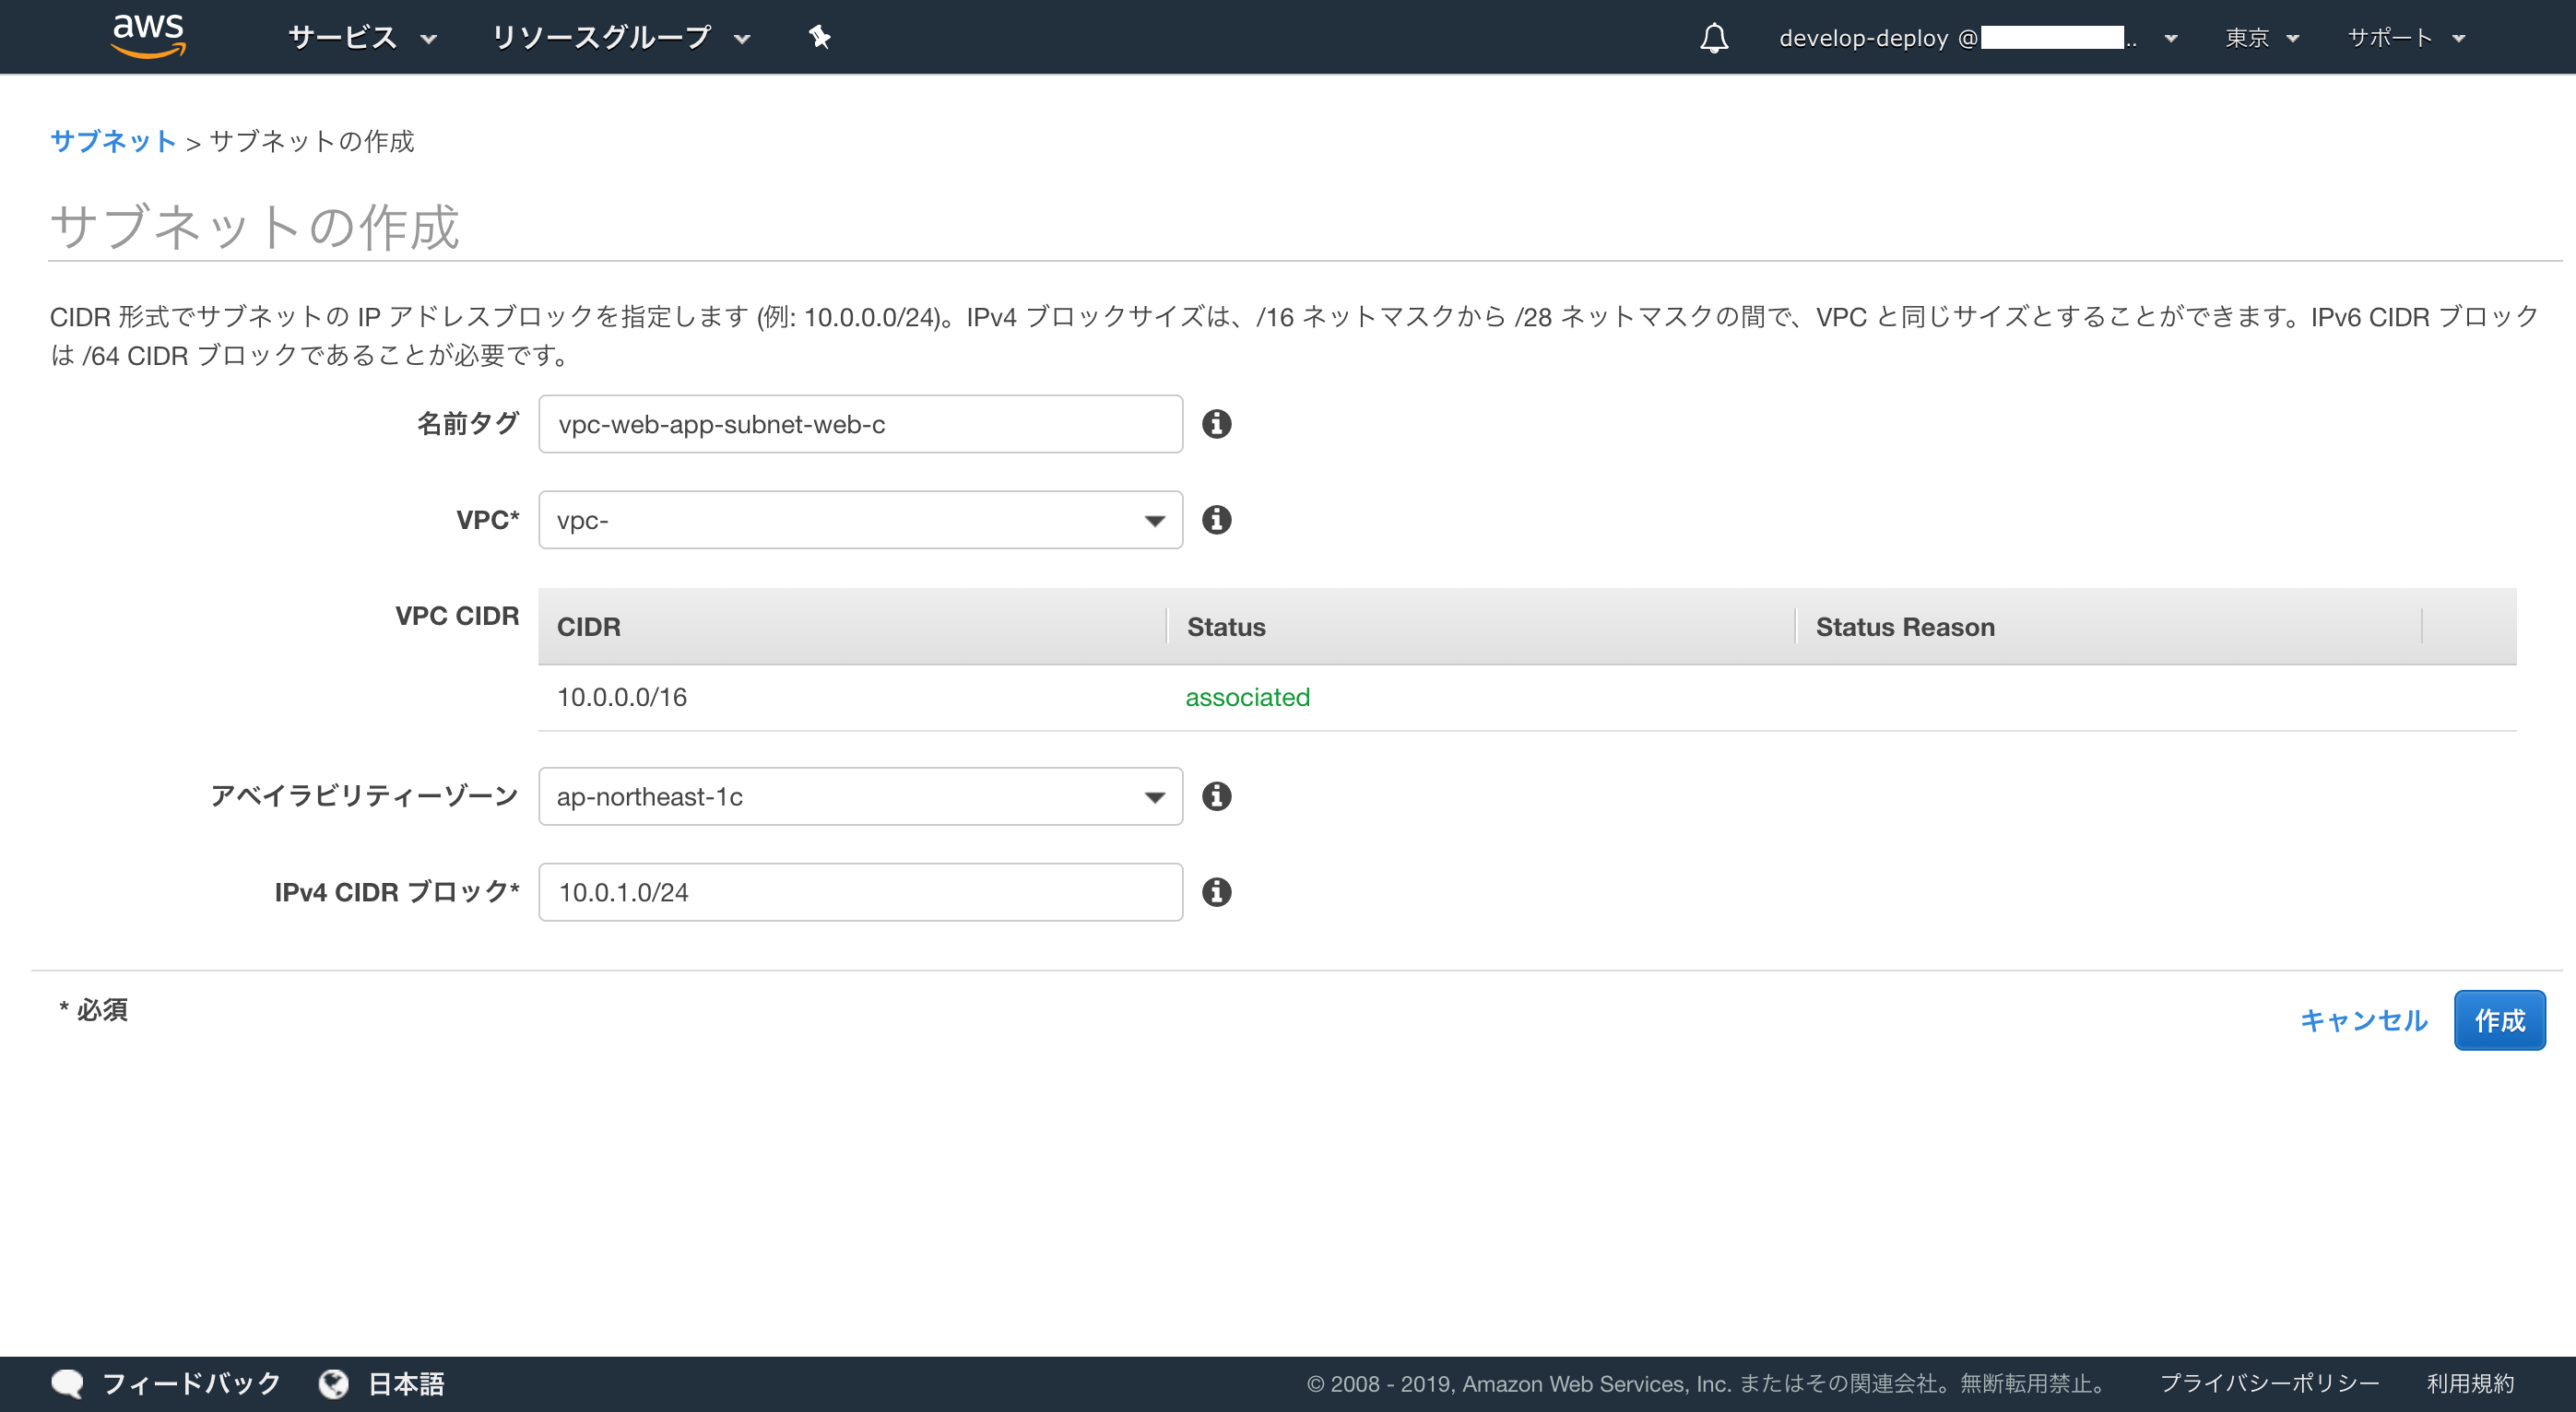 aws サービス リソースグループ develop-deploy @ .. 東京 サポート
サブネット > サブネットの作成
サブネットの作成
CIDR 形式でサブネットの IP アドレスブロックを指定します (例: 10.0.0.0/24)。IPv4 ブロックサイズは、/16 ネットマスクから /28 ネットマスクの間で、VPC と同じサイズとすることができます。IPv6 CIDR ブロック
は /64 CIDR ブロックであることが必要です。
名前タグ vpc-web-app-subnet-web-c
VPC* vpc-
VPC CIDR CIDR Status Status Reason
10.0.0.0/16 associated
アベイラビリティーゾーン ap-northeast-1c
IPv4 CIDR ブロック* 10.0.1.0/24
* 必須 キャンセル 作成
フィードバック 日本語 © 2008 - 2019, Amazon Web Services, Inc. またはその関連会社。無断転用禁止。 プライバシーポリシー 利用規約